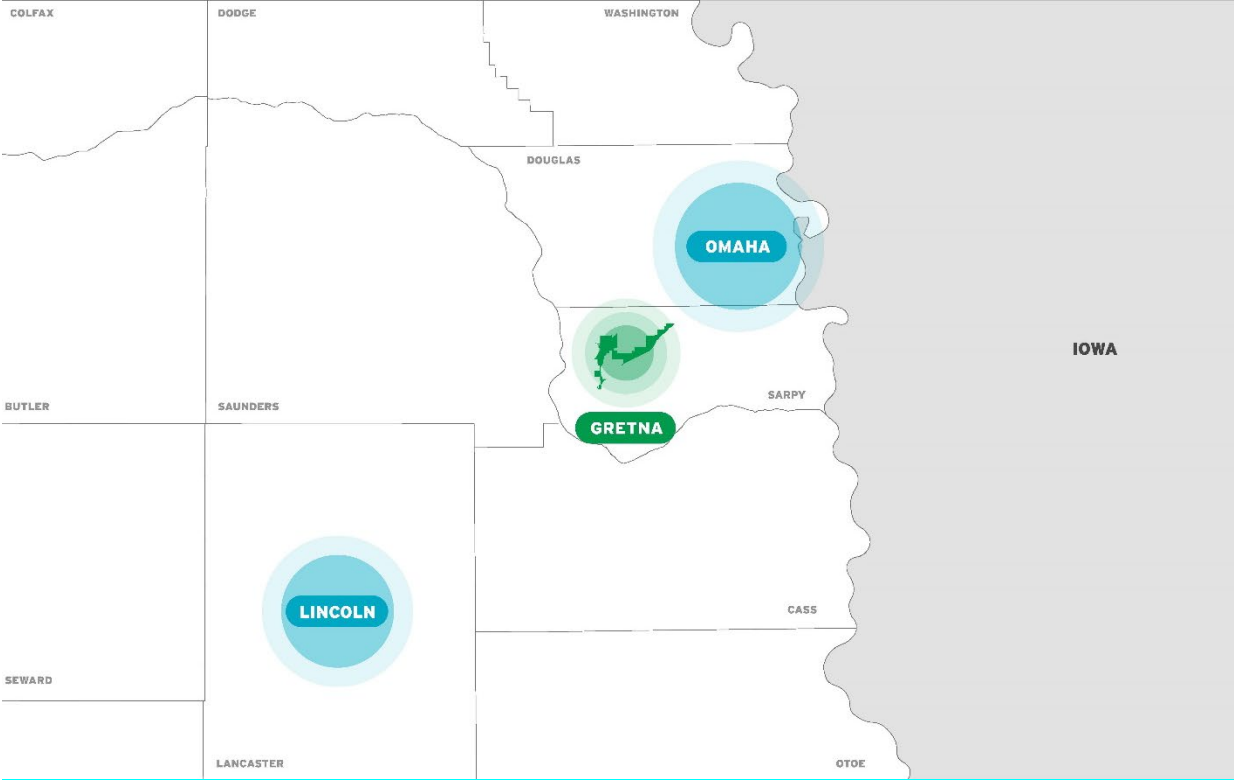 COLFAX
DODGE
WASHINGTON
DOUGLAS
OMAHA
IOWA
SARPY
BUTLER
SAUNDERS
GRETNA
LINCOLN
CASS
SEWARD
LANCASTER
OTOE